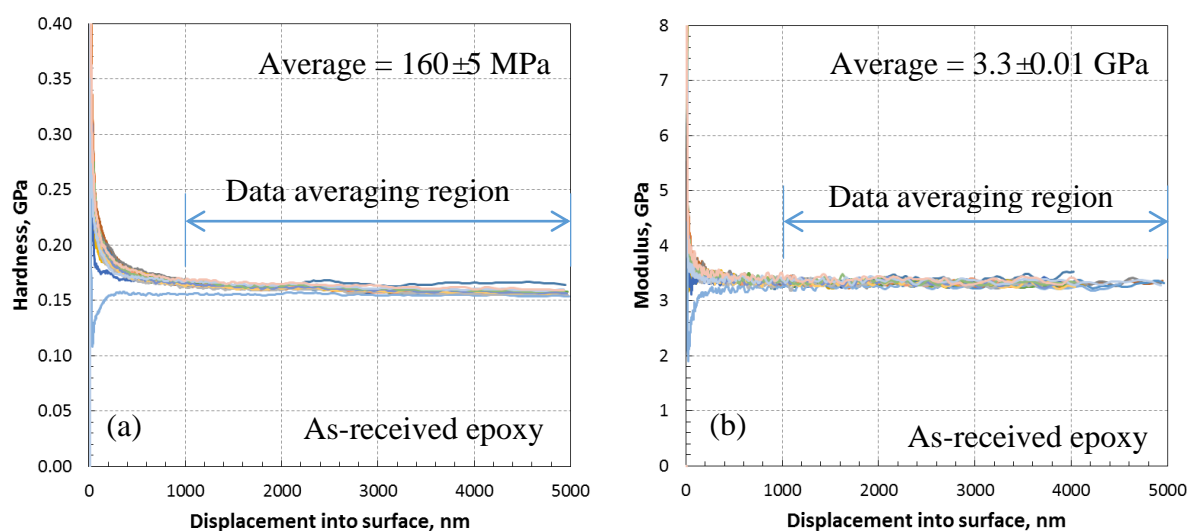 0.40
0.35
0.30
0.25
0.20
0.15
0.10
0.05
0.00
Hardness, GPa
Average = 160±5 MPa
Data averaging region
(a)
As-received epoxy
0 1000 2000 3000 4000 5000
Displacement into surface, nm
8
7
6
5
4
3
2
1
0
Modulus, GPa
Average = 3.3±0.01 GPa
Data averaging region
(b)
As-received epoxy
0 1000 2000 3000 4000 5000
Displacement into surface, nm